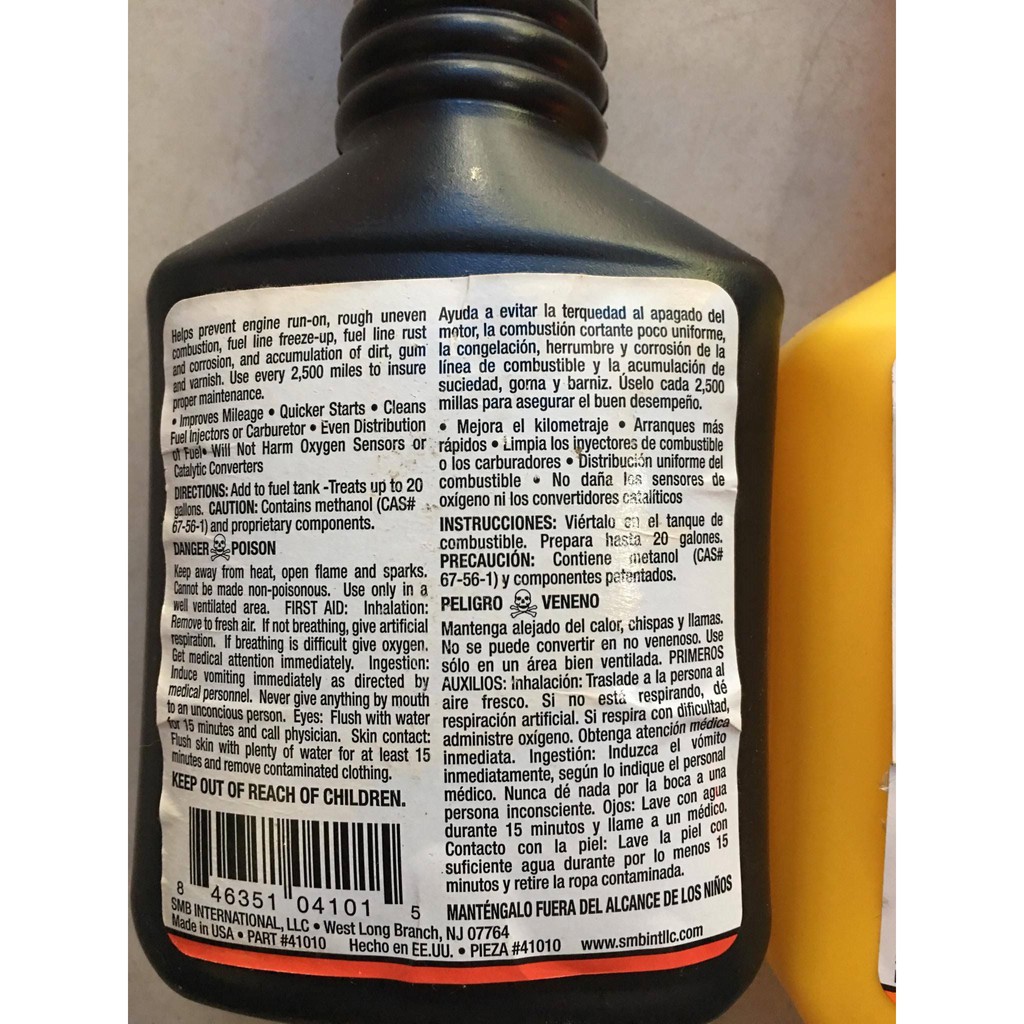 Helps prevent engine run-on, rough uneven
combustion, fuel line freeze-up, fuel line rust
and corrosion, and accumulation of dirt, gum
and varnish. Use every 2,500 miles to insure
proper maintenance.
• Improves Mileage • Quicker Starts • Cleans
Fuel Injectors or Carburetor • Even Distribution
of Fuel • Will Not Harm Oxygen Sensors or
Catalytic Converters
DIRECTIONS: Add to fuel tank -Treats up to 20
gallons. CAUTION: Contains methanol (CAS#
67-56-1) and proprietary components.
DANGER POISON
Keep away from heat, open flame and sparks.
Cannot be made non-poisonous. Use only in a
well ventilated area. FIRST AID: Inhalation:
Remove to fresh air. If not breathing, give artificial
respiration. If breathing is difficult give oxygen.
Get medical attention immediately. Ingestion:
Induce vomiting immediately as directed by
medical personnel. Never give anything by mouth
to an unconcious person. Eyes: Flush with water
for 15 minutes and call physician. Skin contact:
Flush skin with plenty of water for at least 15
minutes and remove contaminated clothing.
KEEP OUT OF REACH OF CHILDREN.
8 46351 04101 5
Ayuda a evitar la terquedad al apagado del
motor, la combustión cortante poco uniforme,
la congelación, herrumbre y corrosión de la
línea de combustible y la acumulación de
suciedad, goma y barniz. Úselo cada 2,500
millas para asegurar el buen desempeño.
• Mejora el kilometraje • Arranques más
rápidos • Limpia los inyectores de combustible
o los carburadores • Distribución uniforme del
combustible • No daña los sensores de
oxígeno ni los convertidores catalíticos
INSTRUCCIONES: Viértalo en el tanque de
combustible. Prepara hasta 20 galones.
PRECAUCIÓN: Contiene metanol (CAS#
67-56-1) y componentes patentados.
PELIGRO VENENO
Mantenga alejado del calor, chispas y llamas.
No se puede convertir en no venenoso. Use
sólo en un área bien ventilada. PRIMEROS
AUXILIOS: Inhalación: Traslade a la persona al
aire fresco. Si no está respirando, dé
respiración artificial. Si respira con dificultad,
administre oxígeno. Obtenga atención médica
inmediata. Ingestión: Induzca el vómito
inmediatamente, según lo indique el personal
médico. Nunca dé nada por la boca a una
persona inconsciente. Ojos: Lave con agua
durante 15 minutos y llame a un médico.
Contacto con la piel: Lave la piel con
suficiente agua durante por lo menos 15
minutos y retire la ropa contaminada.
MANTÉNGALO FUERA DEL ALCANCE DE LOS NIÑOS
SMB INTERNATIONAL, LLC • West Long Branch, NJ 07764
Made in USA • PART #41010 Hecho en EE.UU. • PIEZA #41010 www.smbintllc.com